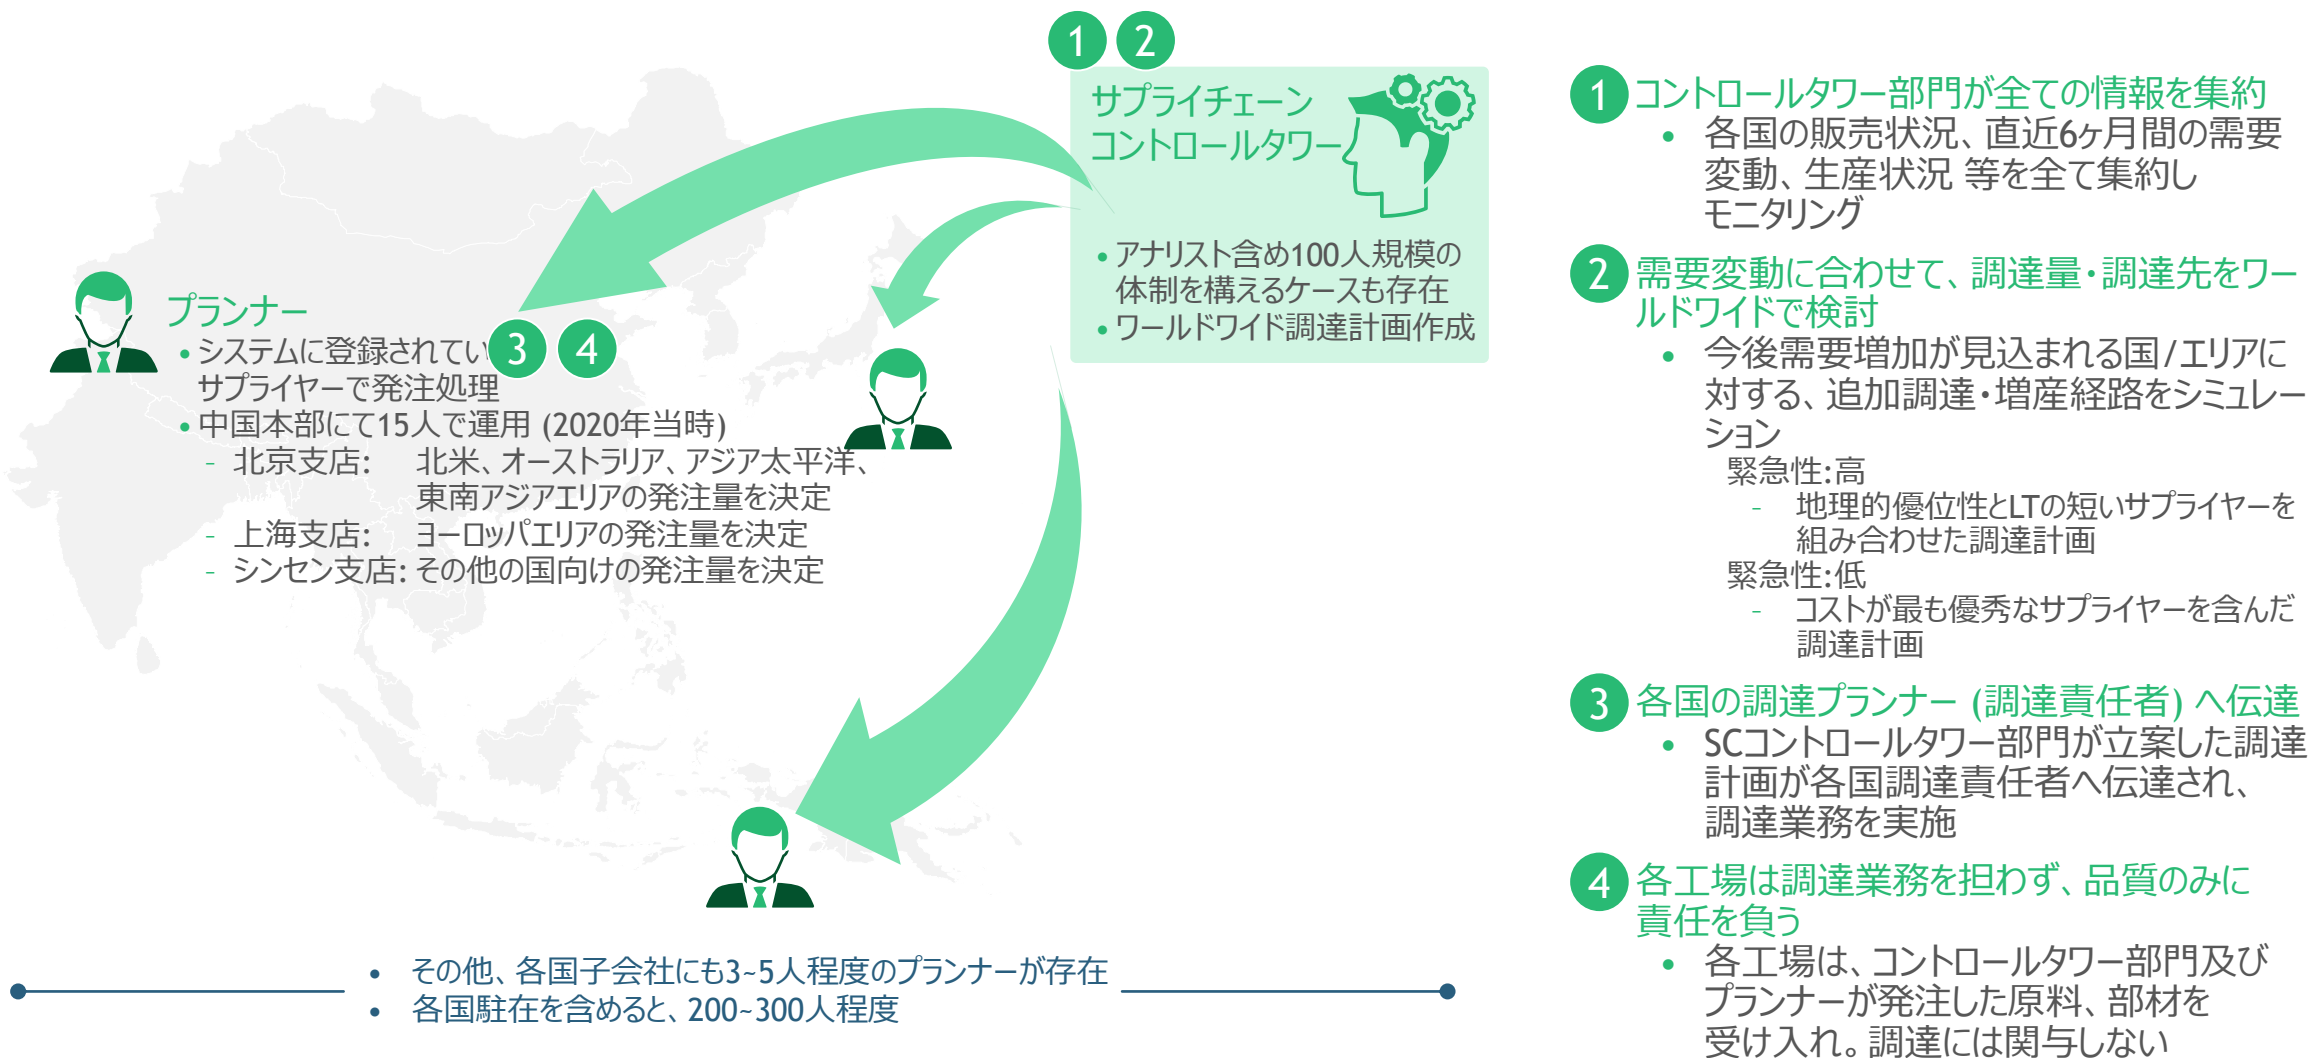 1 2
サプライチェーン
コントロールタワー
• アナリスト含め100人規模の
体制を構えるケースも存在
• ワールドワイド調達計画作成
プランナー
3 4
• システムに登録されてい
サプライヤーで発注処理
• 中国本部にて15人で運用 (2020年当時)
- 北京支店: 北米、オーストラリア、アジア太平洋、
東南アジアエリアの発注量を決定
- 上海支店: ヨーロッパエリアの発注量を決定
- シンセン支店: その他の国向けの発注量を決定
• その他、各国子会社にも3~5人程度のプランナーが存在
• 各国駐在を含めると、200~300人程度
1 コントロールタワー部門が全ての情報を集約
• 各国の販売状況、直近6ヶ月間の需要
変動、生産状況 等を全て集約し
モニタリング
2 需要変動に合わせて、調達量・調達先をワー
ルドワイドで検討
• 今後需要増加が見込まれる国/エリアに
対する、追加調達・増産経路をシミュレー
ション
緊急性:高
- 地理的優位性とLTの短いサプライヤーを
組み合わせた調達計画
緊急性:低
- コストが最も優秀なサプライヤーを含んだ
調達計画
3 各国の調達プランナー (調達責任者) へ伝達
• SCコントロールタワー部門が立案した調達
計画が各国調達責任者へ伝達され、
調達業務を実施
4 各工場は調達業務を担わず、品質のみに
責任を負う
• 各工場は、コントロールタワー部門及び
プランナーが発注した原料、部材を
受け入れ。調達には関与しない